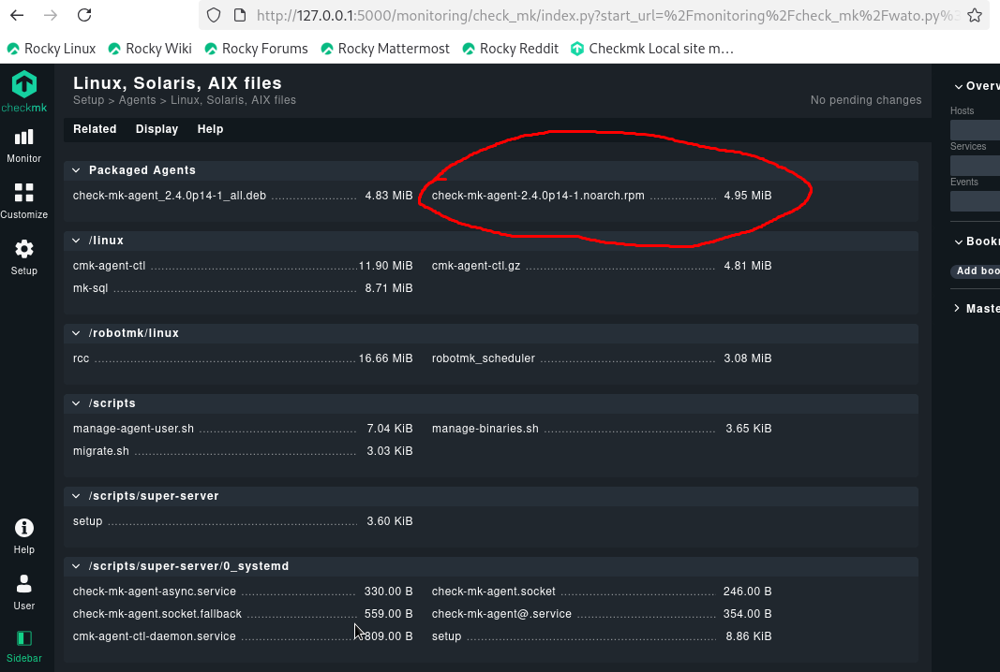 http://127.0.0.1:5000/monitoring/check_mk/index.py?start_url=%2Fmonitoring%2Fcheck_mk%2Fwato.py%3
Rocky Linux Rocky Wiki Rocky Forums Rocky Mattermost Rocky Reddit Checkmk Local site m…
checkmk
Monitor
Customize
Setup
Help
User
Sidebar
Linux, Solaris, AIX files
Setup > Agents > Linux, Solaris, AIX files No pending changes
Related Display Help
Packaged Agents
check-mk-agent_2.4.0p14-1_all.deb 4.83 MiB check-mk-agent-2.4.0p14-1.noarch.rpm 4.95 MiB
/linux
cmk-agent-ctl 11.90 MiB cmk-agent-ctl.gz 4.81 MiB
mk-sql 8.71 MiB
/robotmk/linux
rcc 16.66 MiB robotmk_scheduler 3.08 MiB
/scripts
manage-agent-user.sh 7.04 KiB manage-binaries.sh 3.65 KiB
migrate.sh 3.03 KiB
/scripts/super-server
setup 3.60 KiB
/scripts/super-server/0_systemd
check-mk-agent-async.service 330.00 B check-mk-agent.socket 246.00 B
check-mk-agent.socket.fallback 559.00 B check-mk-agent@.service 354.00 B
cmk-agent-ctl-daemon.service 809.00 B setup 8.86 KiB
Overv
Hosts
Services
Events
Bookr
Add boo
Maste